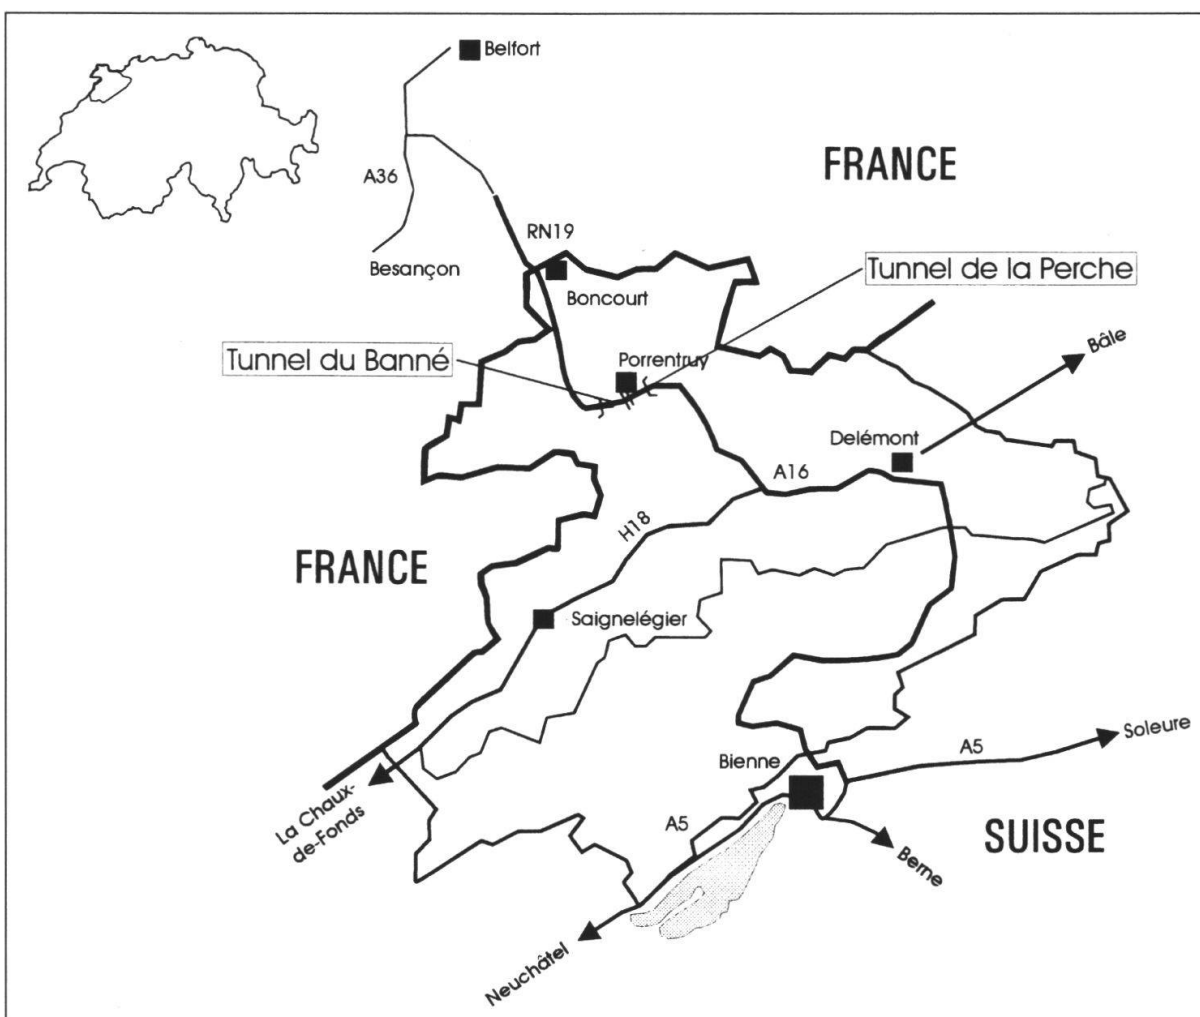 Belfort
FRANCE
A36
RN19
Besançon
Tunnel de la Perche
Boncourt
Bâle
Tunnel du Banné
Porrentruy
Delémont
A16
H18
FRANCE
Saignelégier
Soleure
A5
Bienne
La Chaux-
de-Fonds
A5
SUISSE
Berne
Neuchâtel